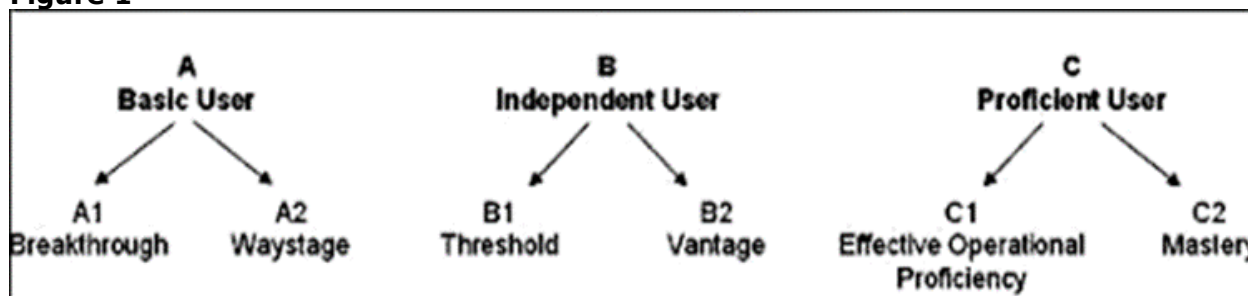 Figure 1
A
Basic User
B
Independent User
C
Proficient User
A1
Breakthrough
A2
Waystage
B1
Threshold
B2
Vantage
C1
Effective Operational
Proficiency
C2
Mastery